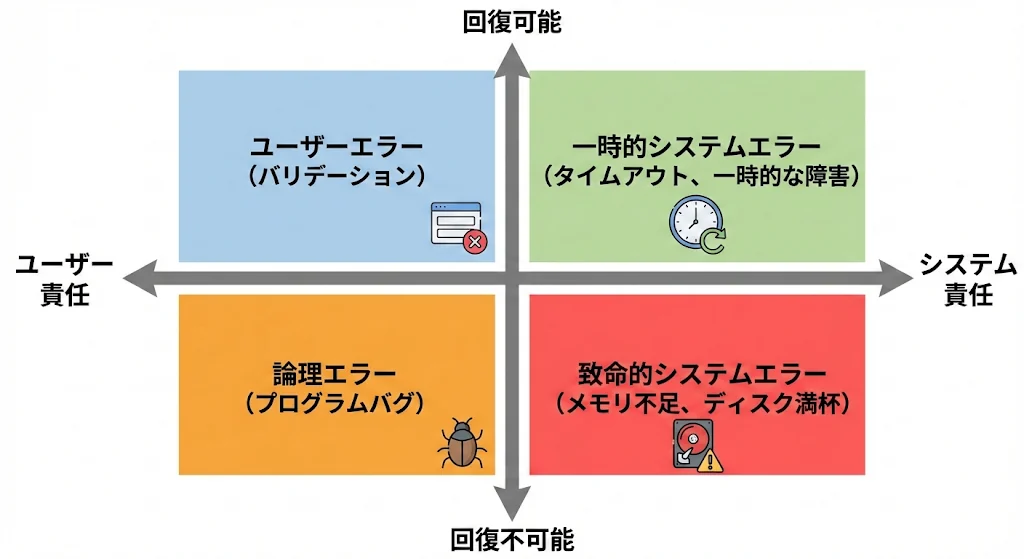 回復可能
ユーザーエラー
（バリデーション）
一時的システムエラー
（タイムアウト、一時的な障害）
ユーザー
責任
システム
責任
論理エラー
（プログラムバグ）
致命的システムエラー
（メモリ不足、ディスク満杯）
回復不可能